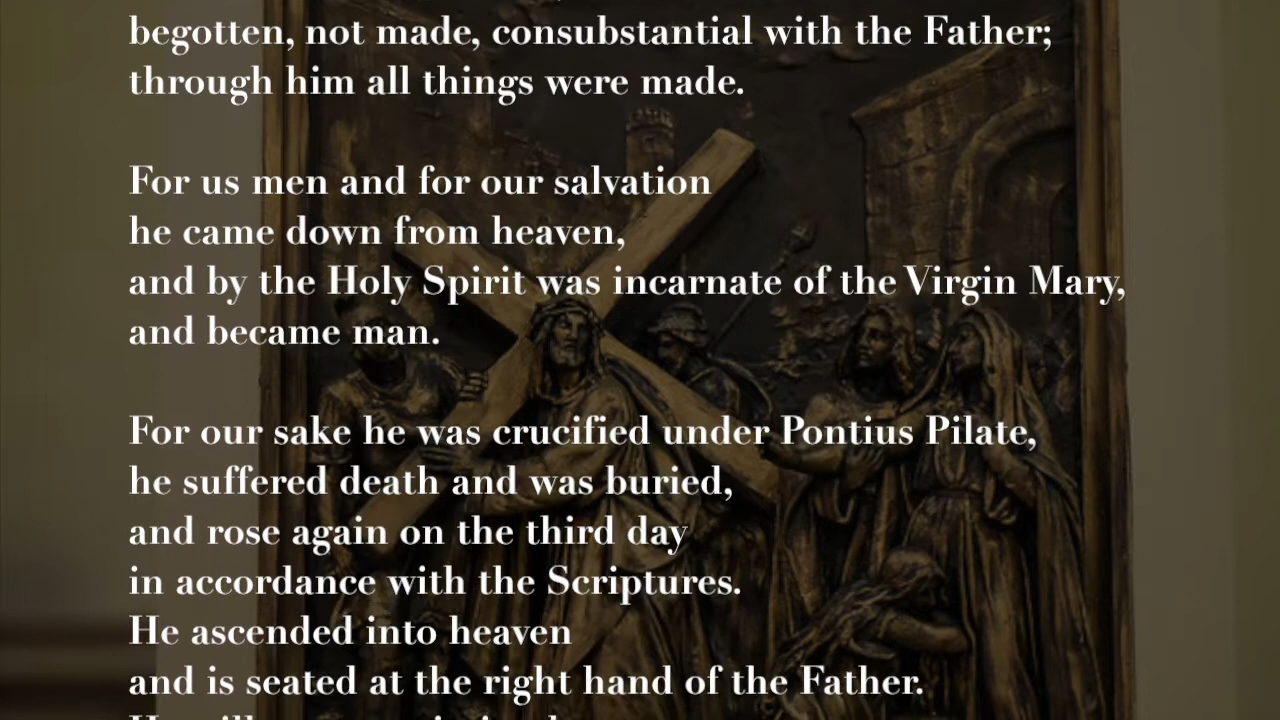 begotten, not made, consubstantial with the Father;
through him all things were made.
For us men and for our salvation
he came down from heaven,
and by the Holy Spirit was incarnate of the Virgin Mary,
and became man.
For our sake he was crucified under Pontius Pilate,
he suffered death and was buried,
and rose again on the third day
in accordance with the Scriptures.
He ascended into heaven
and is seated at the right hand of the Father.